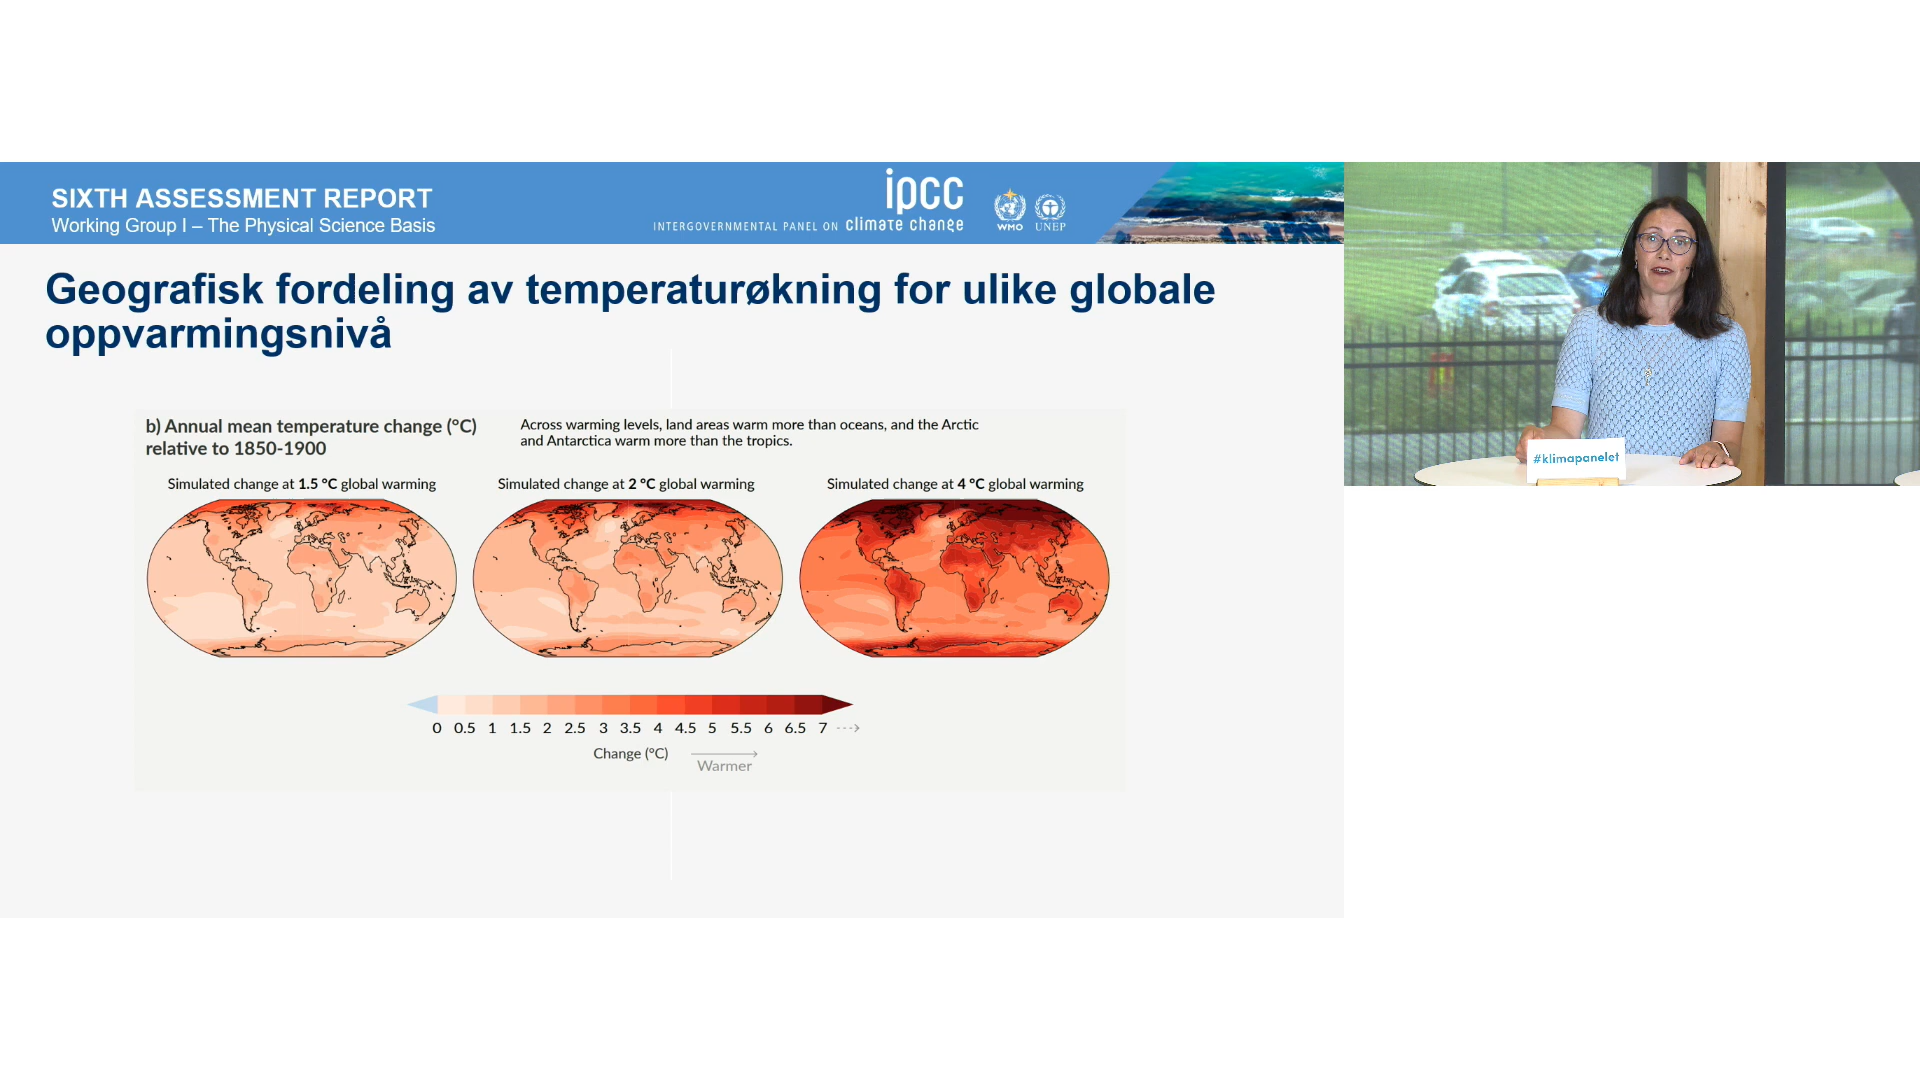 SIXTH ASSESSMENT REPORT
Working Group I – The Physical Science Basis
ipcc
INTERGOVERNMENTAL PANEL ON climate change
WMO
UNEP
Geografisk fordeling av temperaturøkning for ulike globale
oppvarmingsnivå
b) Annual mean temperature change (°C)
relative to 1850-1900
Across warming levels, land areas warm more than oceans, and the Arctic
and Antarctica warm more than the tropics.
Simulated change at 1.5 °C global warming
Simulated change at 2 °C global warming
Simulated change at 4 °C global warming
0 0.5 1 1.5 2 2.5 3 3.5 4 4.5 5 5.5 6 6.5 7
Change (°C)
Warmer
#klimapanelet